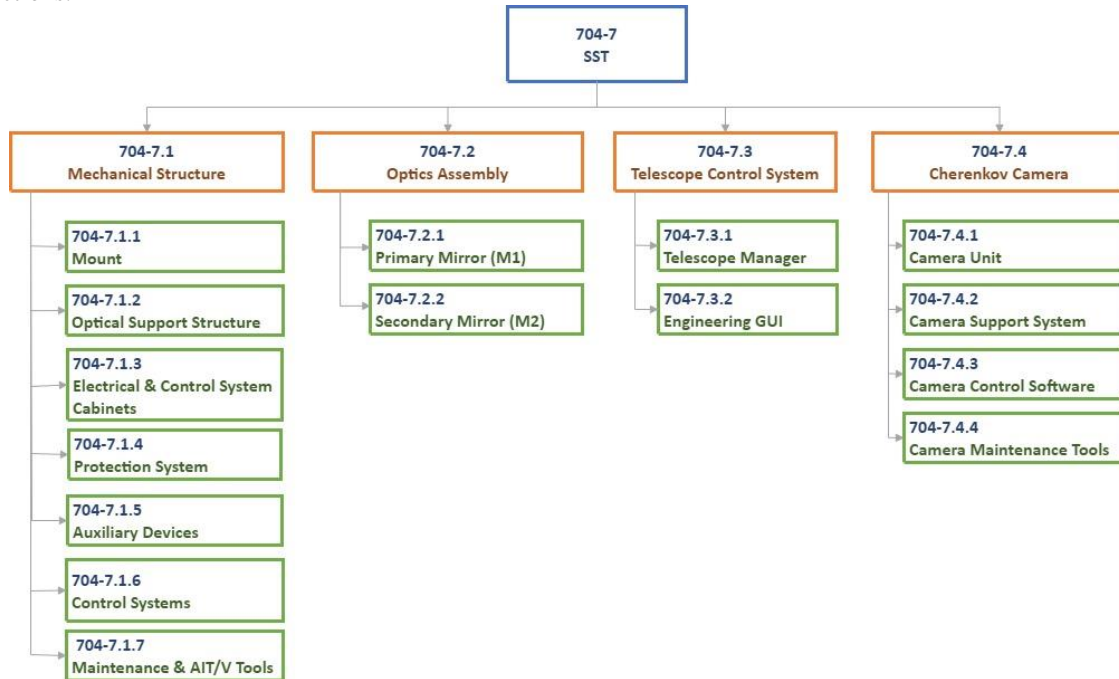 704-7
SST
704-7.1
Mechanical Structure
704-7.2
Optics Assembly
704-7.3
Telescope Control System
704-7.4
Cherenkov Camera
704-7.1.1
Mount
704-7.1.2
Optical Support Structure
704-7.1.3
Electrical & Control System
Cabinets
704-7.1.4
Protection System
704-7.1.5
Auxiliary Devices
704-7.1.6
Control Systems
704-7.1.7
Maintenance & AIT/V Tools
704-7.2.1
Primary Mirror (M1)
704-7.2.2
Secondary Mirror (M2)
704-7.3.1
Telescope Manager
704-7.3.2
Engineering GUI
704-7.4.1
Camera Unit
704-7.4.2
Camera Support System
704-7.4.3
Camera Control Software
704-7.4.4
Camera Maintenance Tools